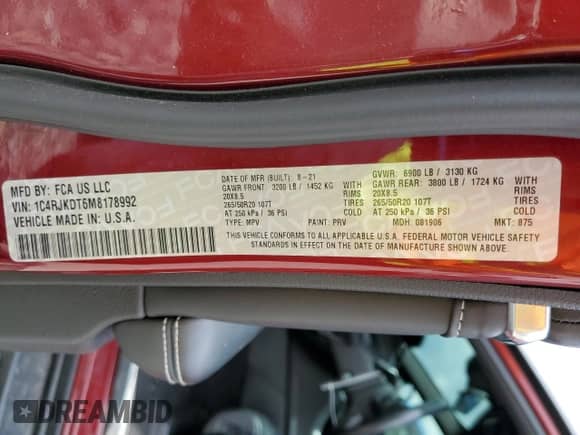 MFD BY: FCA US LLC
VIN: 1C4RJKDT6M8178992
VEHICLE MADE IN U.S.A.
DATE OF MFR (BUILT): 8-21
GAWR FRONT: 3200 LB / 1452 KG
20X8.5
265/50R20 107T
AT 250 kPa / 36 PSI
TYPE: MPV
WITH
TIRES
RIMS
GVWR: 6900 LB / 3130 KG
GAWR REAR: 3800 LB / 1724 KG
20X8.5
265/50R20 107T
AT 250 kPa / 36 PSI
WITH
TIRES
RIMS
PAINT: PRV
MDH: 081906
MKT: 875
THIS VEHICLE CONFORMS TO ALL APPLICABLE U.S.A. FEDERAL MOTOR VEHICLE SAFETY
STANDARDS IN EFFECT ON THE DATE OF MANUFACTURE SHOWN ABOVE.
DREAMBID